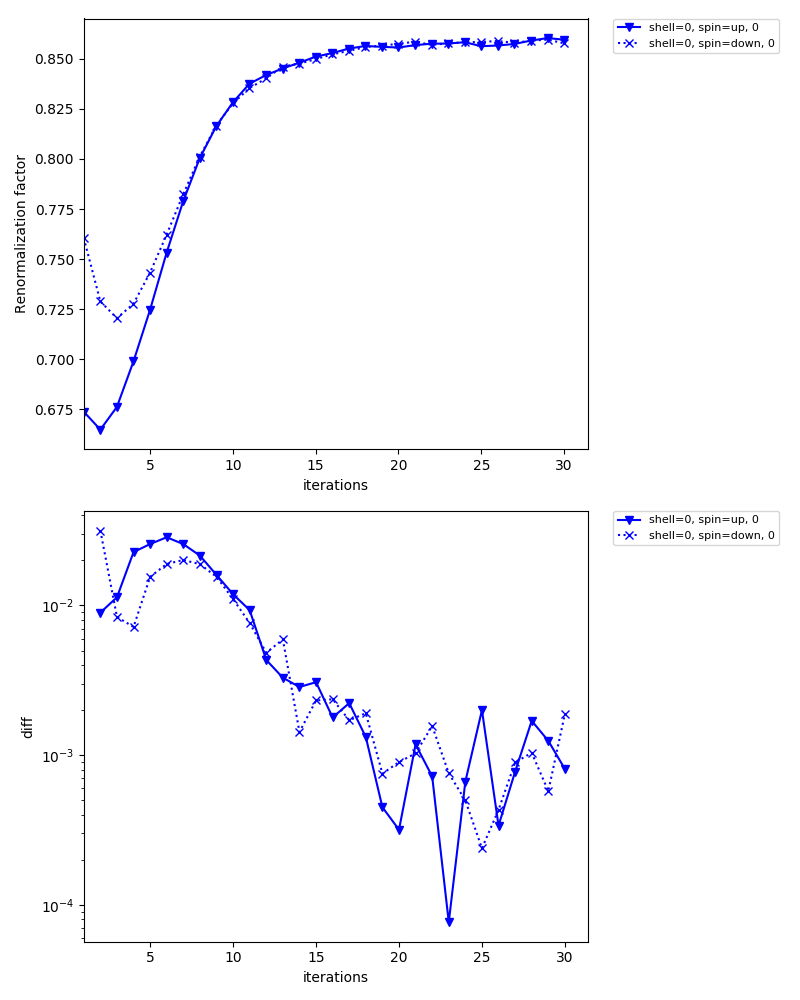 shell=0, spin=up, 0
shell=0, spin=down, 0
0.850
0.825
0.800
0.775
0.750
0.725
0.700
0.675
Renormalization factor
5 10 15 20 25 30
iterations
shell=0, spin=up, 0
shell=0, spin=down, 0
10⁻²
10⁻³
10⁻⁴
diff
5 10 15 20 25 30
iterations